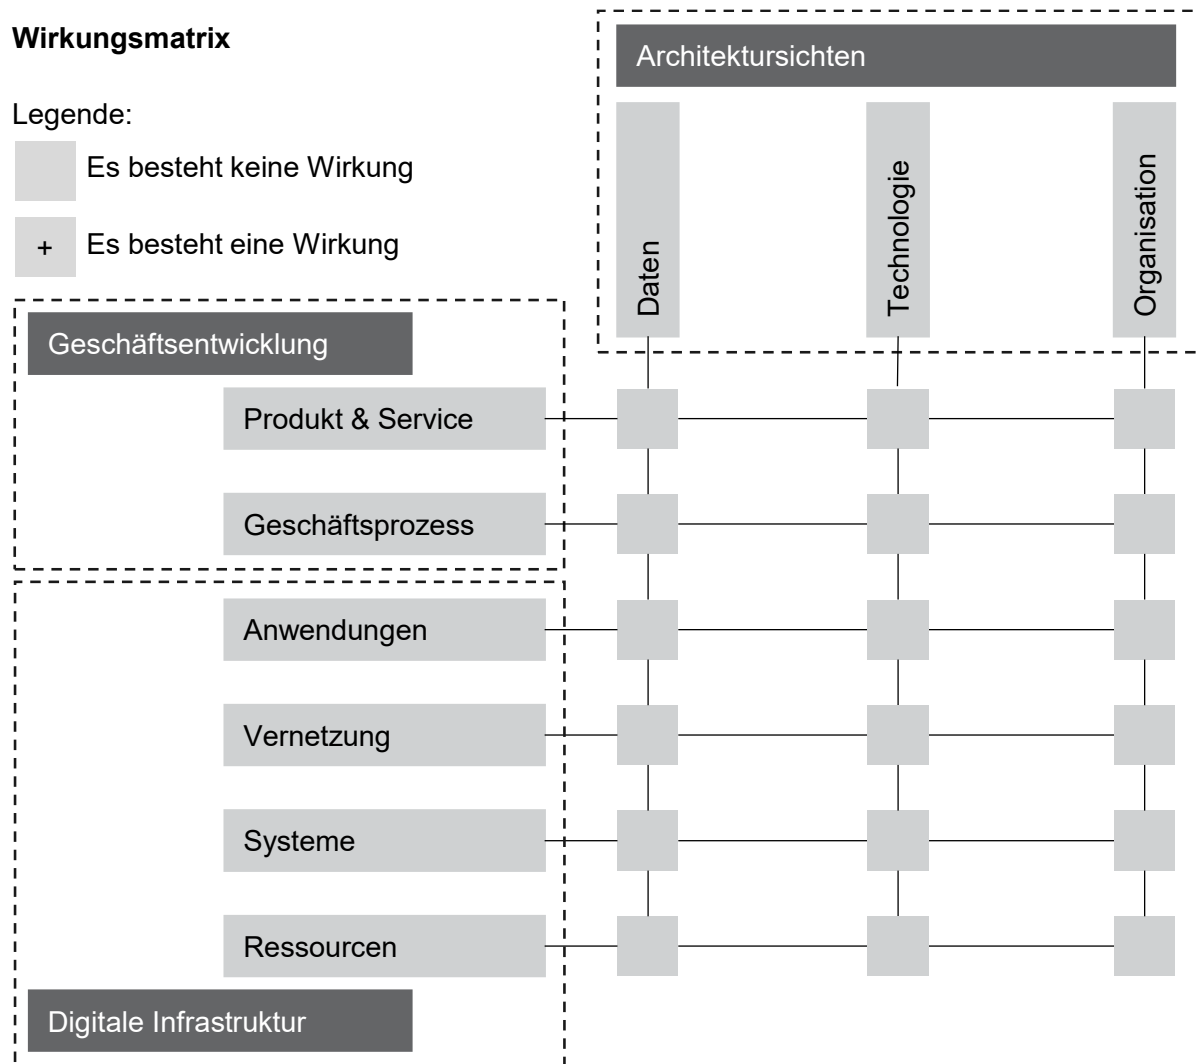 Wirkungsmatrix
Legende:
Es besteht keine Wirkung
+ Es besteht eine Wirkung
Architektursichten
Daten
Technologie
Organisation
Geschäftsentwicklung
Produkt & Service
Geschäftsprozess
Anwendungen
Vernetzung
Systeme
Ressourcen
Digitale Infrastruktur